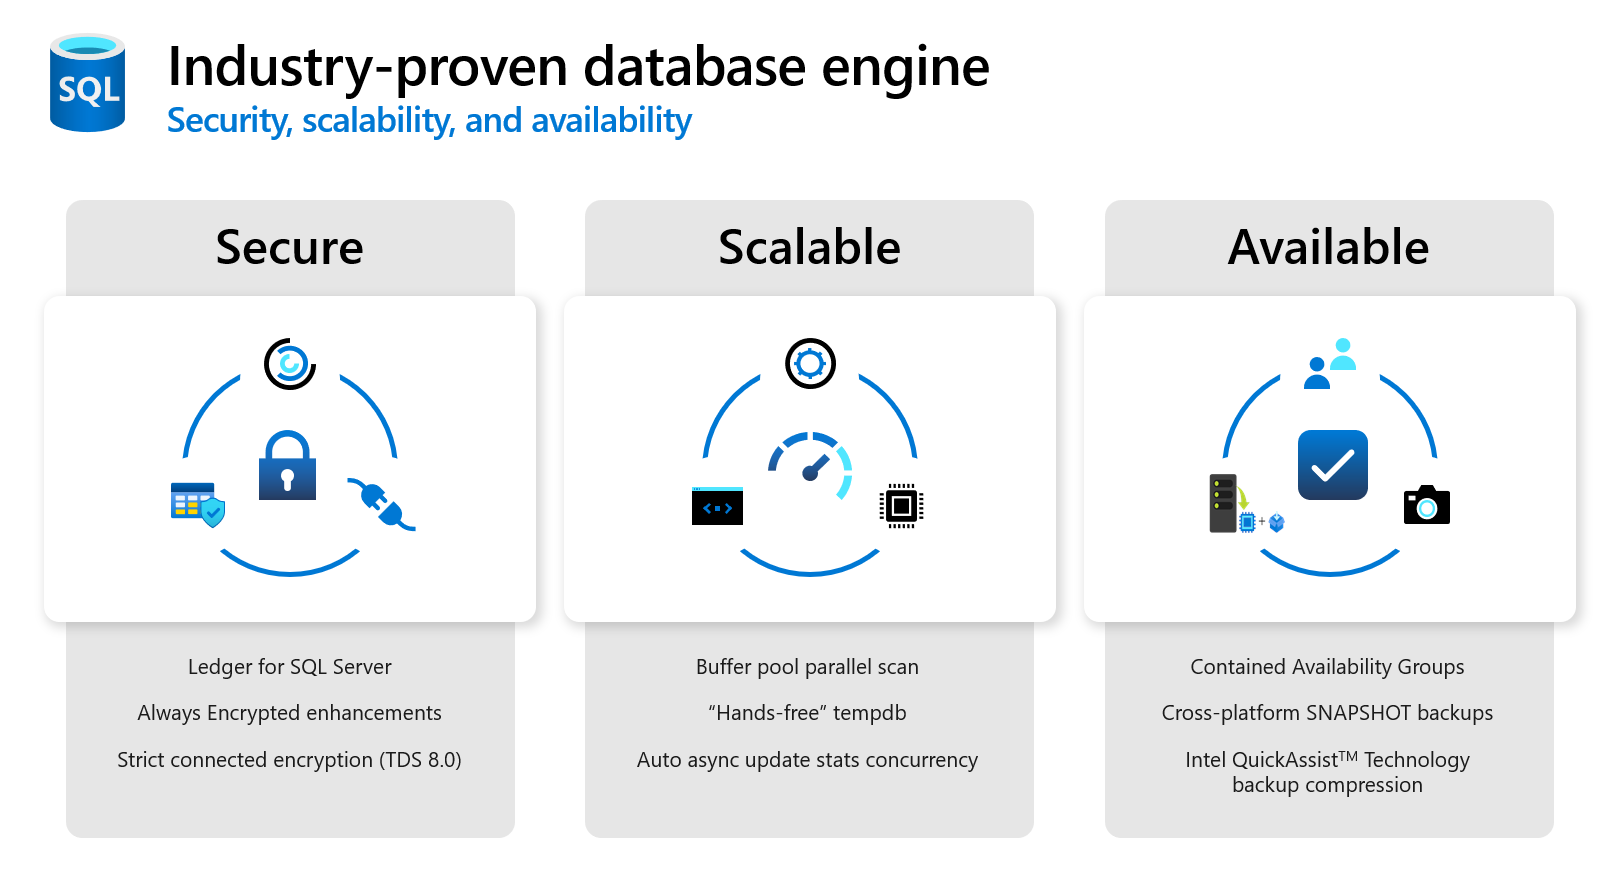 SQL
Industry-proven database engine
Security, scalability, and availability
Secure
Ledger for SQL Server
Always Encrypted enhancements
Strict connected encryption (TDS 8.0)
Scalable
Buffer pool parallel scan
“Hands-free” tempdb
Auto async update stats concurrency
Available
Contained Availability Groups
Cross-platform SNAPSHOT backups
Intel QuickAssist™ Technology
backup compression